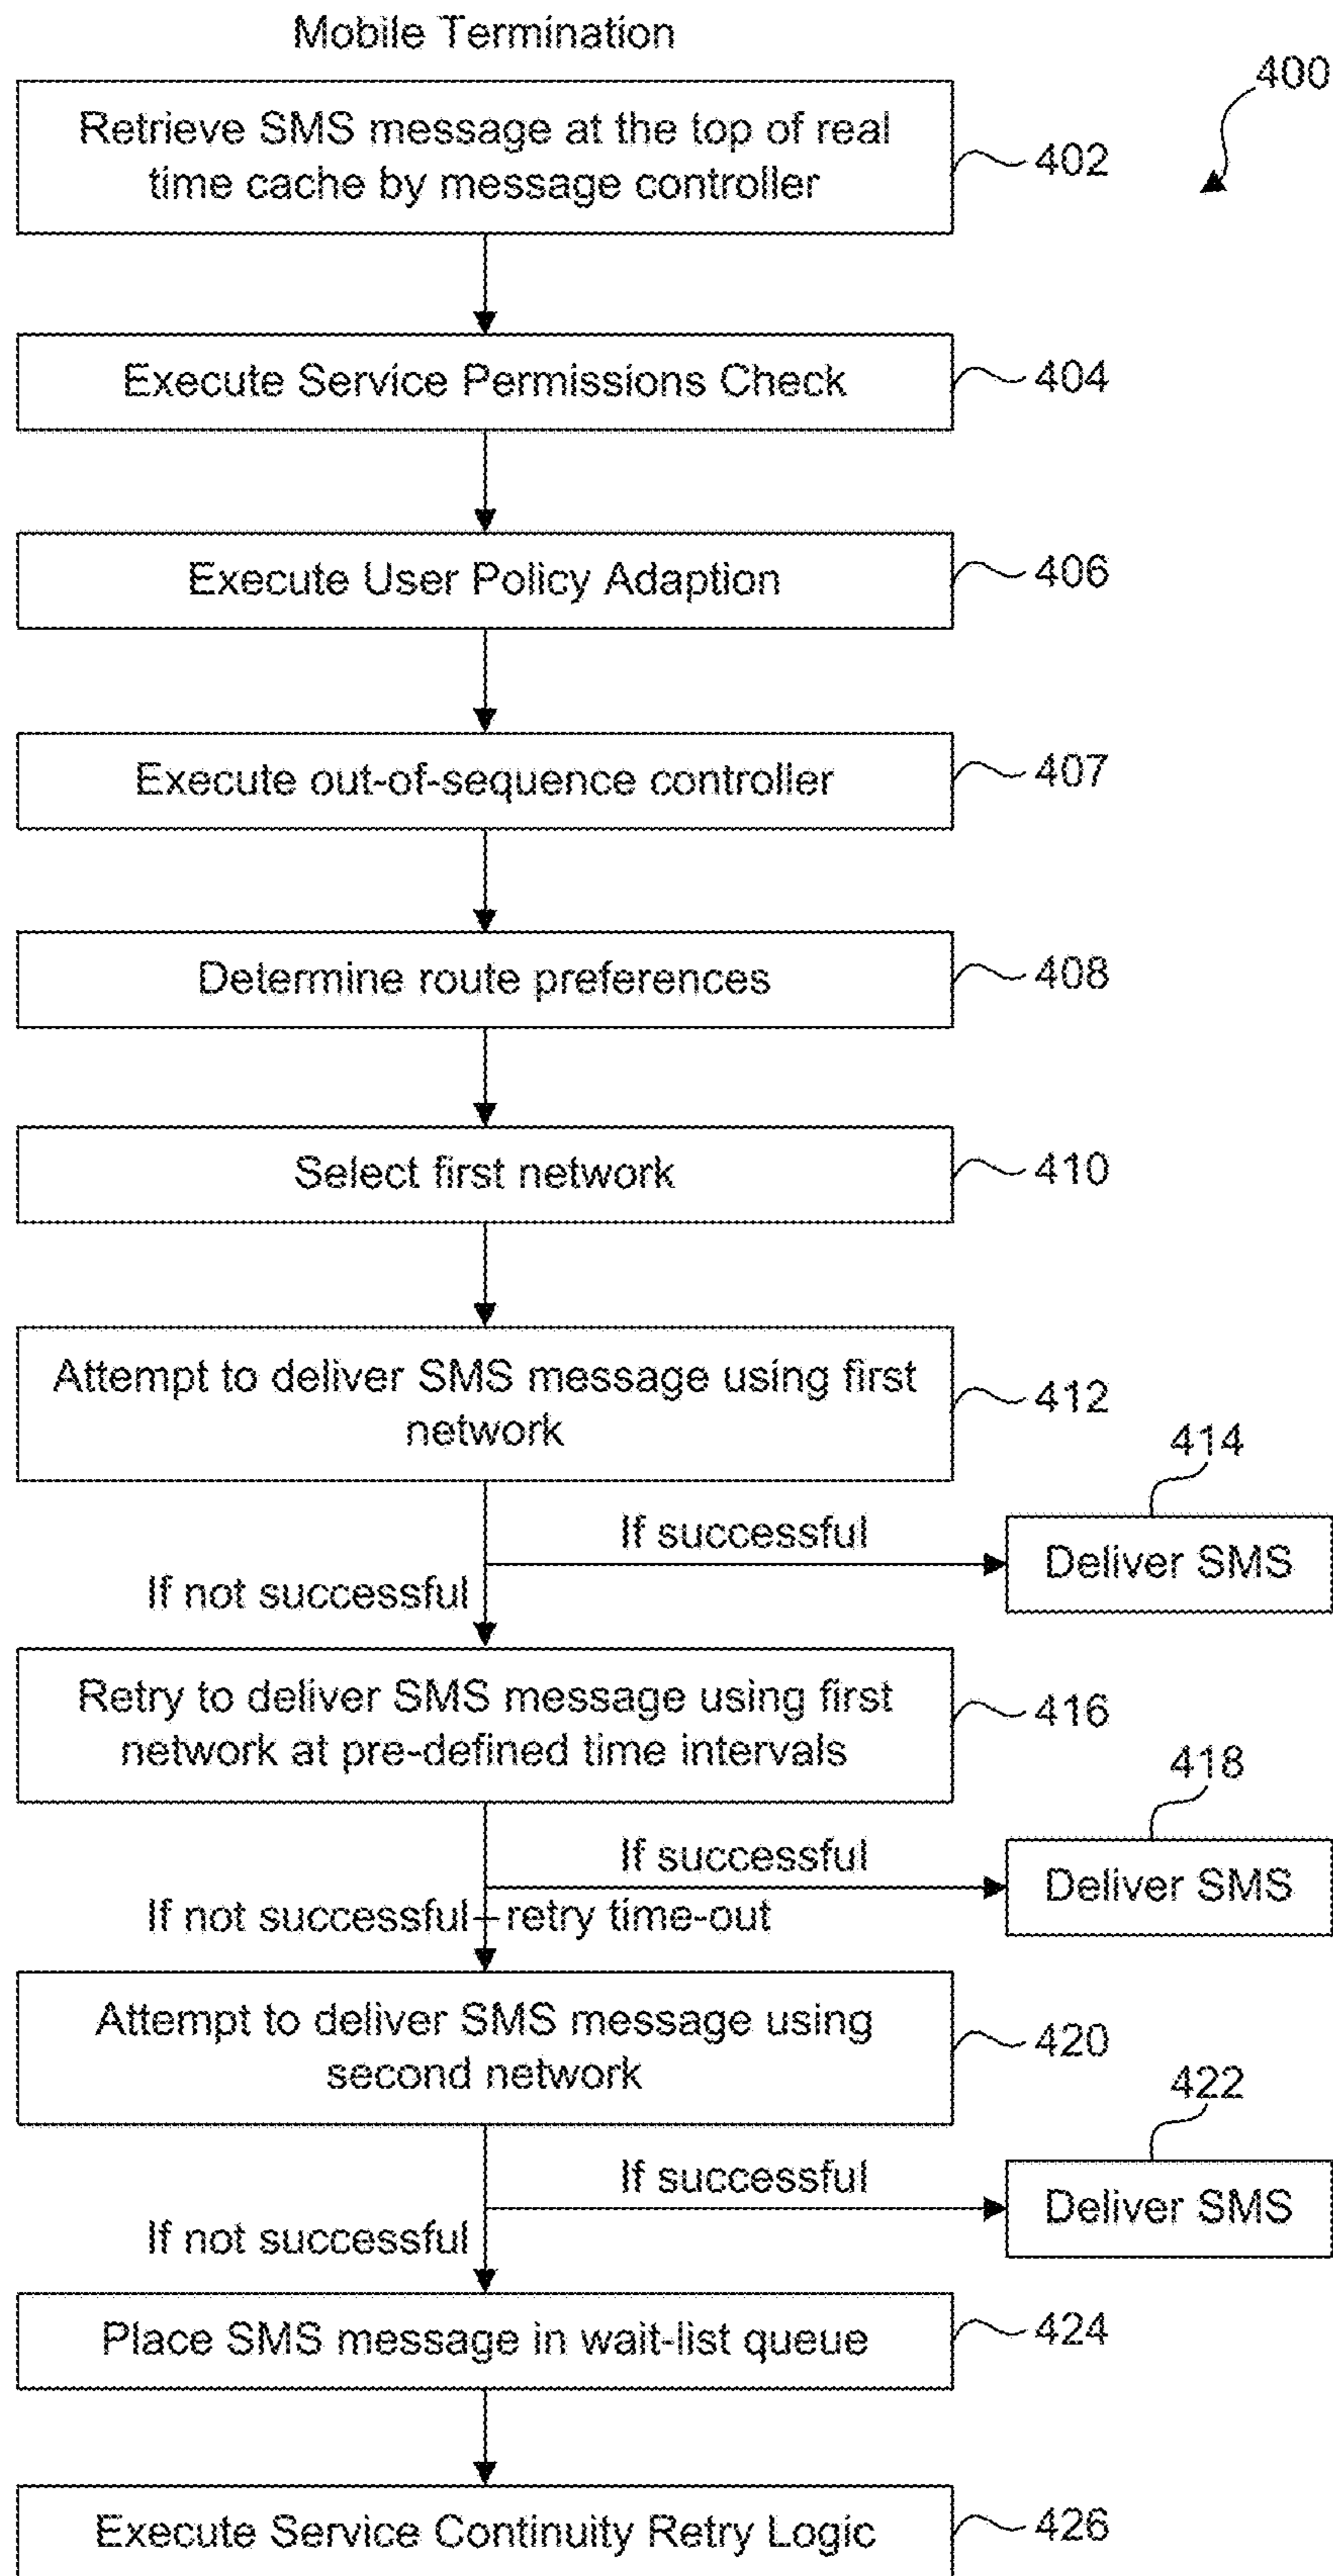 Mobile Termination
400
Retrieve SMS message at the top of real
time cache by message controller
402
Execute Service Permissions Check
404
Execute User Policy Adaption
406
Execute out-of-sequence controller
407
Determine route preferences
408
Select first network
410
Attempt to deliver SMS message using first
network
412
414
If successful
Deliver SMS
If not successful
Retry to deliver SMS message using first
network at pre-defined time intervals
416
418
If successful
Deliver SMS
If not successful – retry time-out
Attempt to deliver SMS message using
second network
420
422
If successful
Deliver SMS
If not successful
Place SMS message in wait-list queue
424
Execute Service Continuity Retry Logic
426